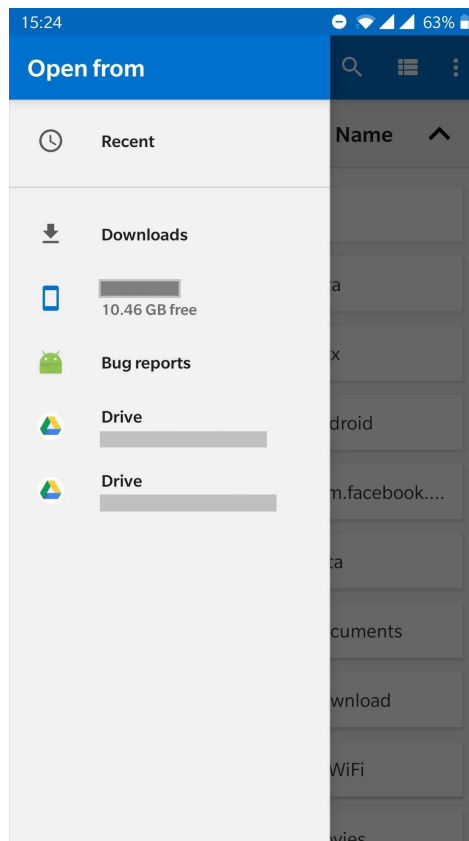 15:24
63%
Open from
Recent
Name
Downloads
10.46 GB free
Bug reports
Drive
Drive
droid
m.facebook....
cuments
wnload
WiFi